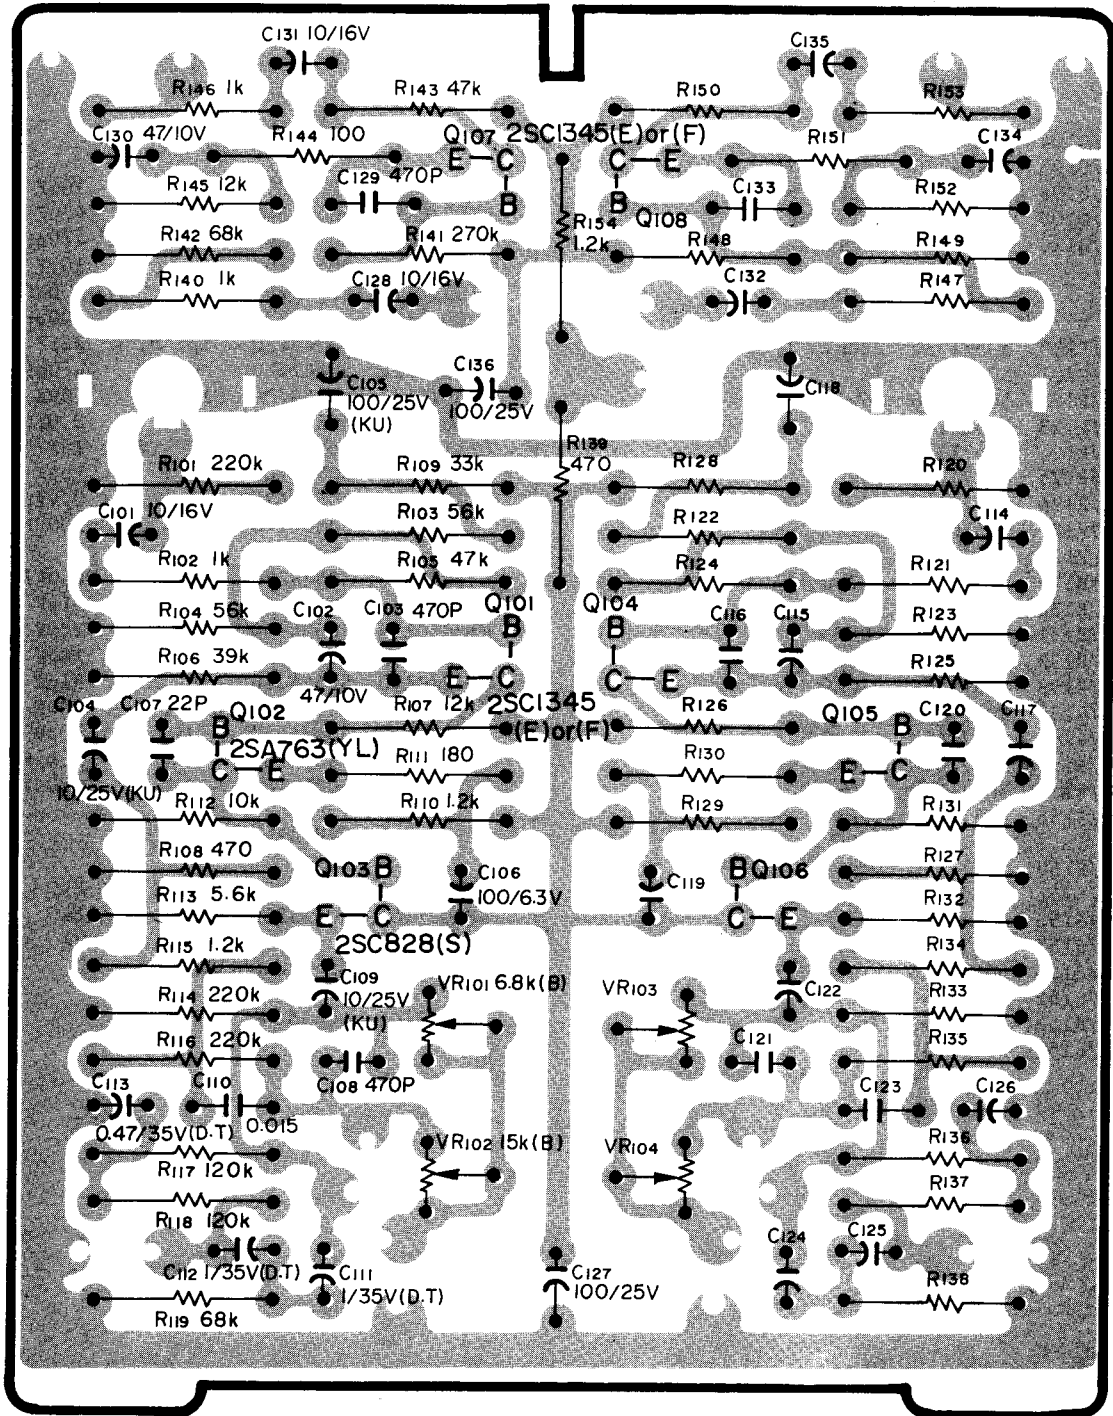 C131 10/16V
C135
R146 1k
R143 47k
R150
R153
C130 47/10V
R144 100
Q107 2SC1345(E)or(F)
R151
C134
E C
C E
R145 12k
C129 470P
C133
R152
B
B Q108
R154
1.2k
R142 68k
R141 270k
R148
R149
R140 1k
C128 10/16V
C132
R147
C105
100/25V
(KU)
C136
100/25V
C118
R139
470
R101 220k
R109 33k
R128
R120
C101 10/16V
R103 56k
R122
C114
R102 1k
R105 47k
R124
R121
R104 56k
C102
C103 470P
Q101
Q104
C116
C115
R123
B
B
R106 39k
47/10V
E C
C E
R125
C104
C107 22P
Q102
R107 12k
2SC1345
(E)or(F)
R126
Q105
C120
C117
B
B
2SA763(YL)
R111 180
R130
C E
E C
10/25V(KU)
R112 10k
R110 1.2k
R129
R131
R108 470
Q103 B
C106
100/6.3V
C119
B Q106
R127
R113 5.6k
E C
C E
R132
2SC828(S)
R115 1.2k
R134
C109
10/25V
(KU)
VR101 6.8k(B)
VR103
C122
R114 220k
R133
R116 220k
C108 470P
C121
R135
C113
0.47/35V(D.T)
C110
0.015
C123
C126
VR102 15k(B)
VR104
R136
R117 120k
R137
R118 120k
C112 1/35V(D.T)
C111
1/35V(D.T)
C127
100/25V
C124
C125
R138
R119 68k